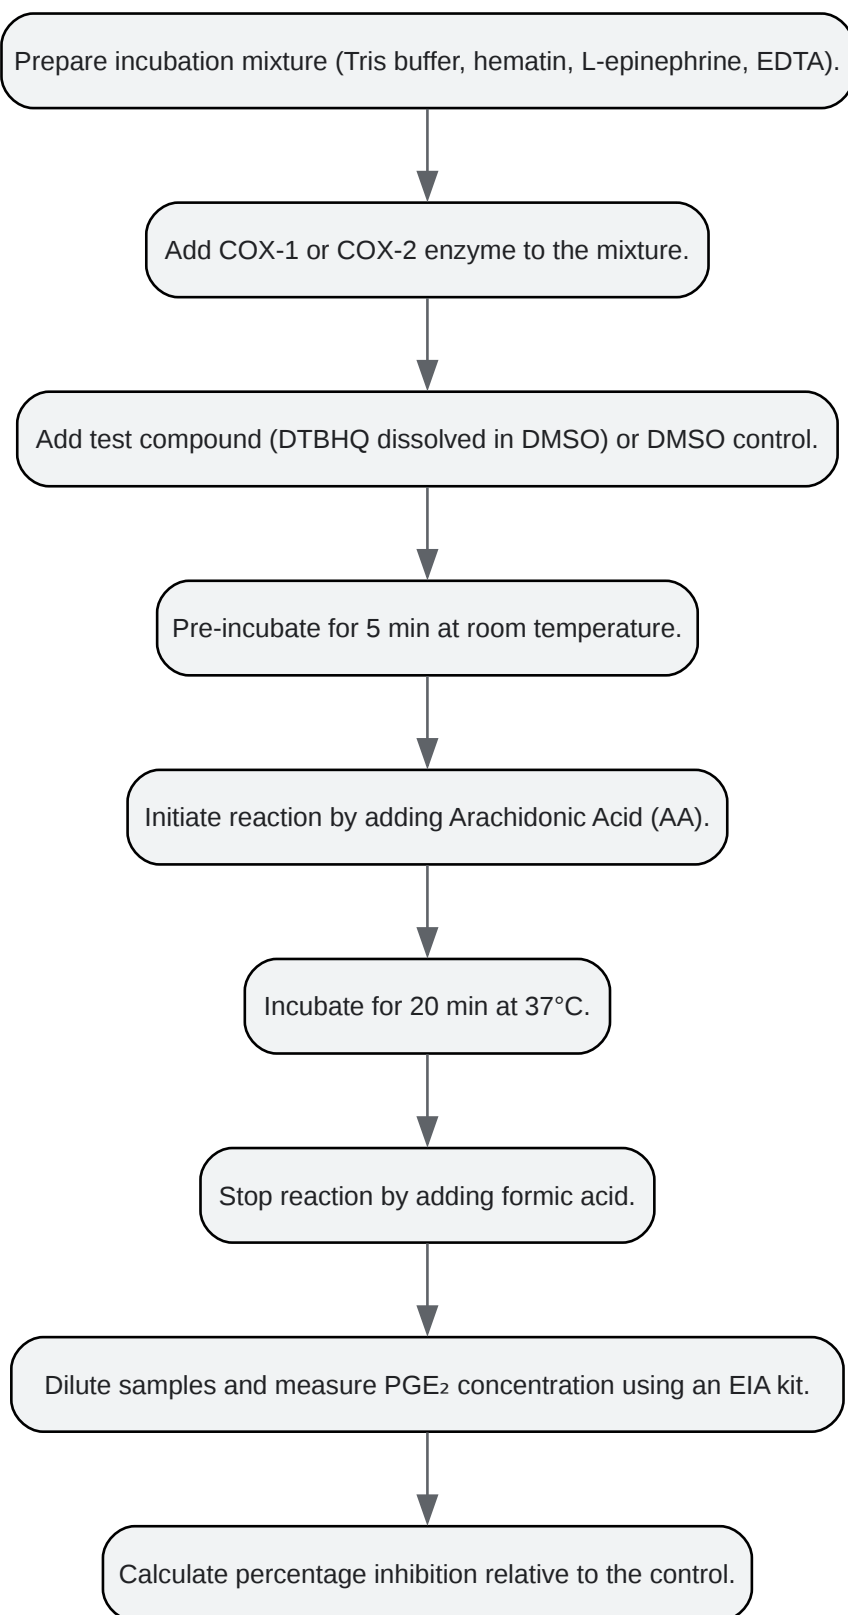 Prepare incubation mixture (Tris buffer, hematin, L-epinephrine, EDTA).
Add COX-1 or COX-2 enzyme to the mixture.
Add test compound (DTBHQ dissolved in DMSO) or DMSO control.
Pre-incubate for 5 min at room temperature.
Initiate reaction by adding Arachidonic Acid (AA).
Incubate for 20 min at 37°C.
Stop reaction by adding formic acid.
Dilute samples and measure PGE₂ concentration using an EIA kit.
Calculate percentage inhibition relative to the control.